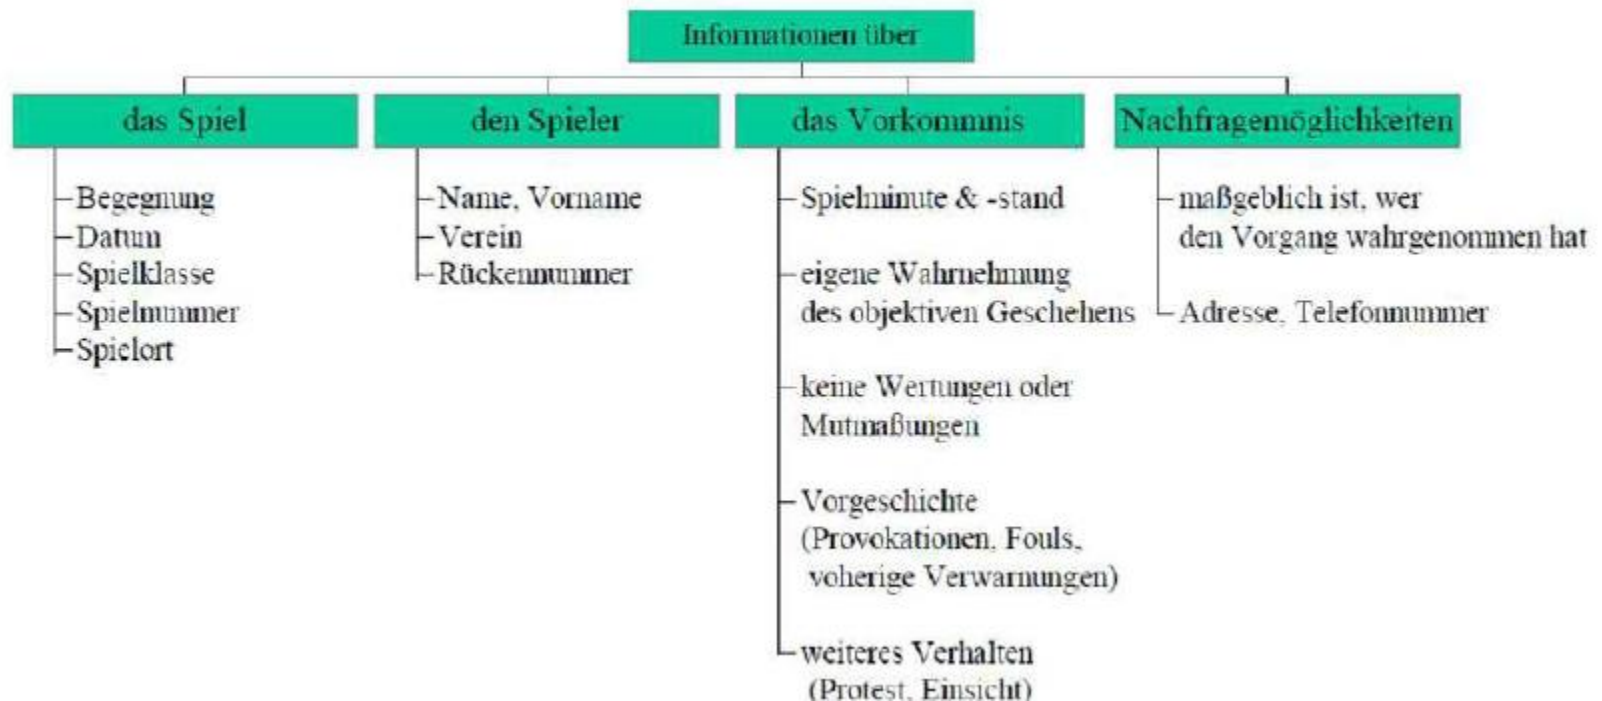 Informationen über
das Spiel
Begegnung
Datum
Spielklasse
Spielnummer
Spielort
den Spieler
Name, Vorname
Verein
Rückennummer
das Vorkommnis
Spielminute & -stand
eigene Wahrnehmung
des objektiven Geschehens
keine Wertungen oder
Mutmaßungen
Vorgeschichte
(Provokationen, Fouls,
voherige Verwarnungen)
weiteres Verhalten
(Protest, Einsicht)
Nachfragemöglichkeiten
maßgeblich ist, wer
den Vorgang wahrgenommen hat
Adresse, Telefonnummer